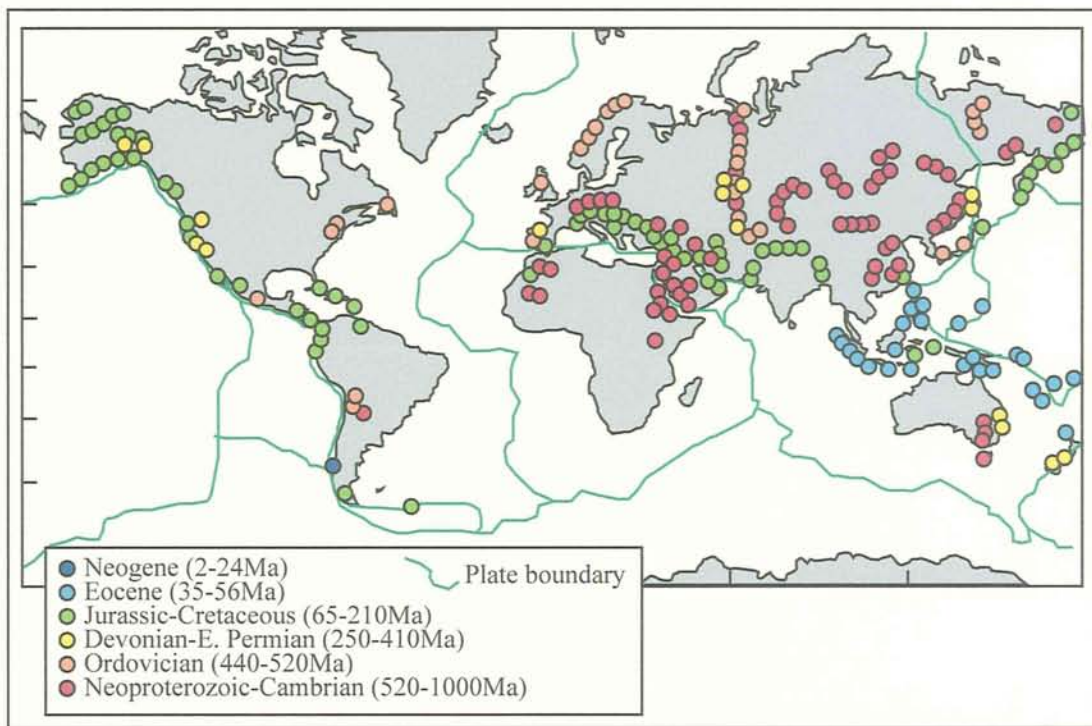 Neogene (2-24Ma)
Eocene (35-56Ma)
Jurassic-Cretaceous (65-210Ma)
Devonian-E. Permian (250-410Ma)
Ordovician (440-520Ma)
Neoproterozoic-Cambrian (520-1000Ma)
Plate boundary